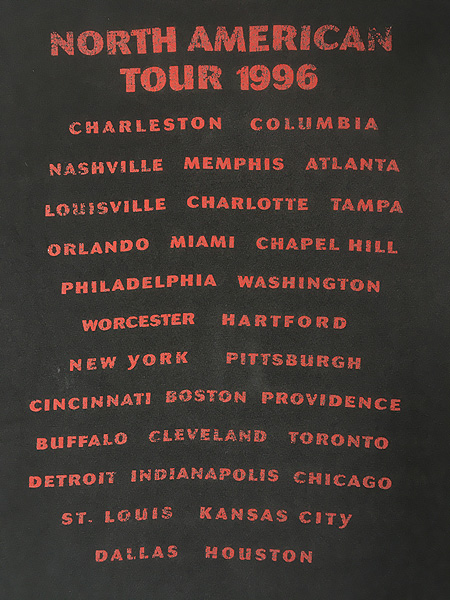 NORTH AMERICAN
TOUR 1996
CHARLESTON COLUMBIA
NASHVILLE MEMPHIS ATLANTA
LOUISVILLE CHARLOTTE TAMPA
ORLANDO MIAMI CHAPEL HILL
PHILADELPHIA WASHINGTON
WORCESTER HARTFORD
NEW YORK PITTSBURGH
CINCINNATI BOSTON PROVIDENCE
BUFFALO CLEVELAND TORONTO
DETROIT INDIANAPOLIS CHICAGO
ST. LOUIS KANSAS CITY
DALLAS HOUSTON